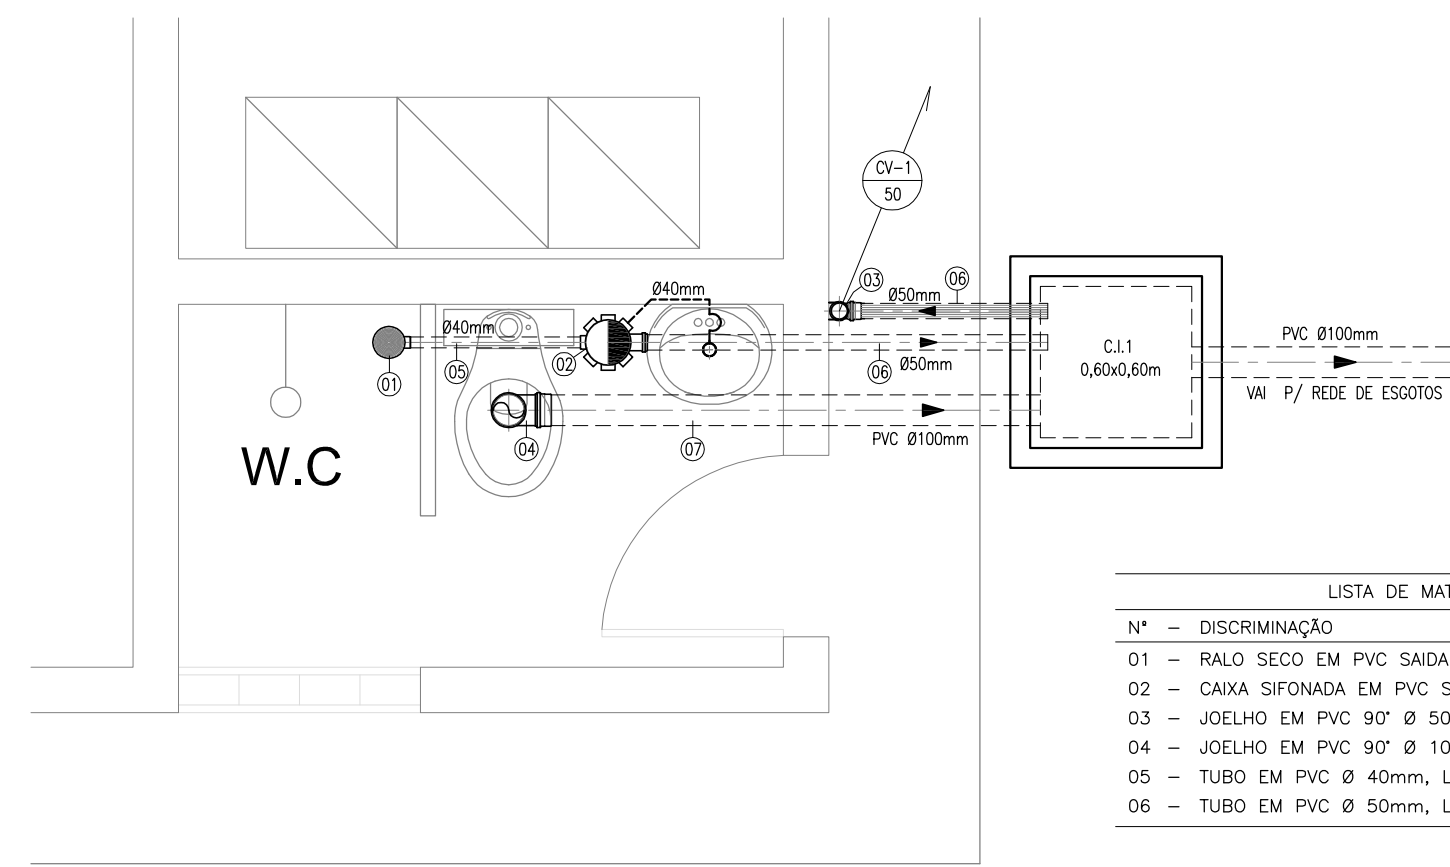 CV-1
50
Ø40mm
03
Ø50mm
06
Ø40mm
01
05
02
06
Ø50mm
C.I.1
0,60x0,60m
PVC Ø100mm
VAI P/ REDE DE ESGOTOS
W.C
04
07
PVC Ø100mm
LISTA DE MAT
Nº - DISCRIMINAÇÃO
01 - RALO SECO EM PVC SAIDA
02 - CAIXA SIFONADA EM PVC S
03 - JOELHO EM PVC 90° Ø 50
04 - JOELHO EM PVC 90° Ø 10
05 - TUBO EM PVC Ø 40mm, L
06 - TUBO EM PVC Ø 50mm, L